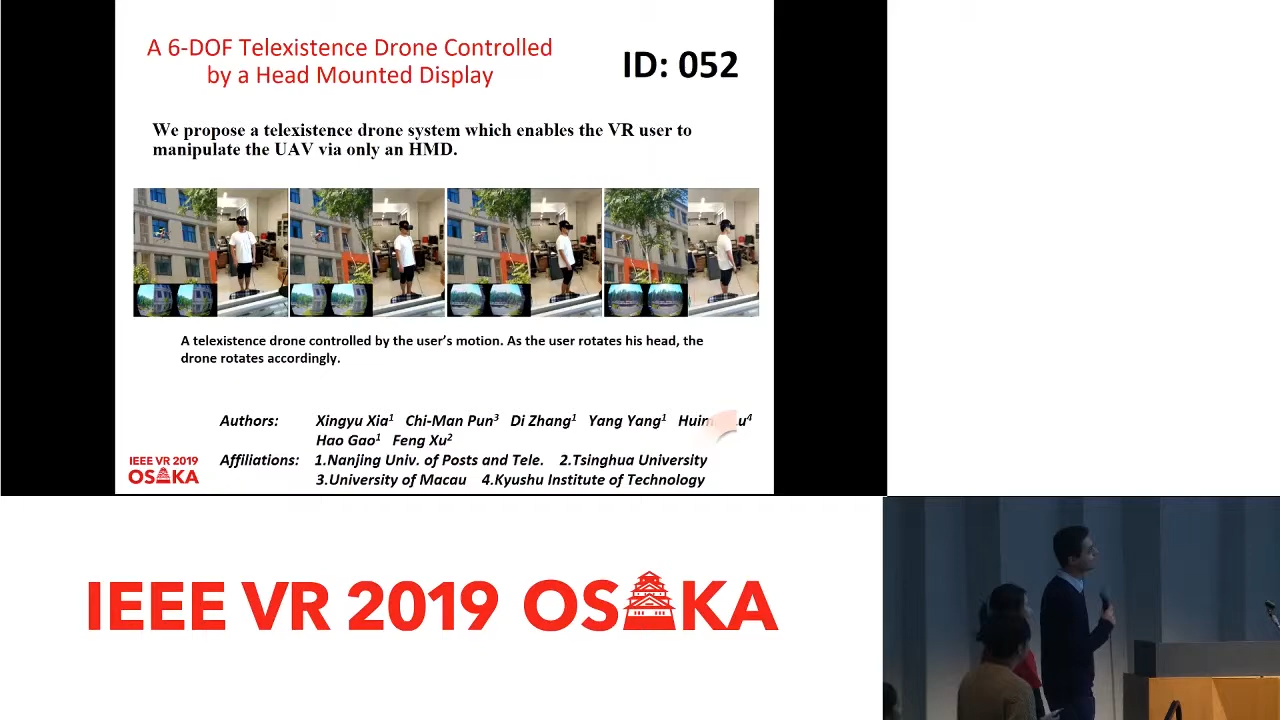 A 6-DOF Telexistence Drone Controlled
by a Head Mounted Display
ID: 052
We propose a telexistence drone system which enables the VR user to
manipulate the UAV via only an HMD.
A telexistence drone controlled by the user's motion. As the user rotates his head, the
drone rotates accordingly.
Authors: Xingyu Xia¹ Chi-Man Pun³ Di Zhang¹ Yang Yang¹
Hao Gao¹ Feng Xu²
Affiliations: 1.Nanjing Univ. of Posts and Tele. 2.Tsinghua University
3.University of Macau 4.Kyushu Institute of Technology
IEEE VR 2019
OSAKA
IEEE VR 2019 OSAKA